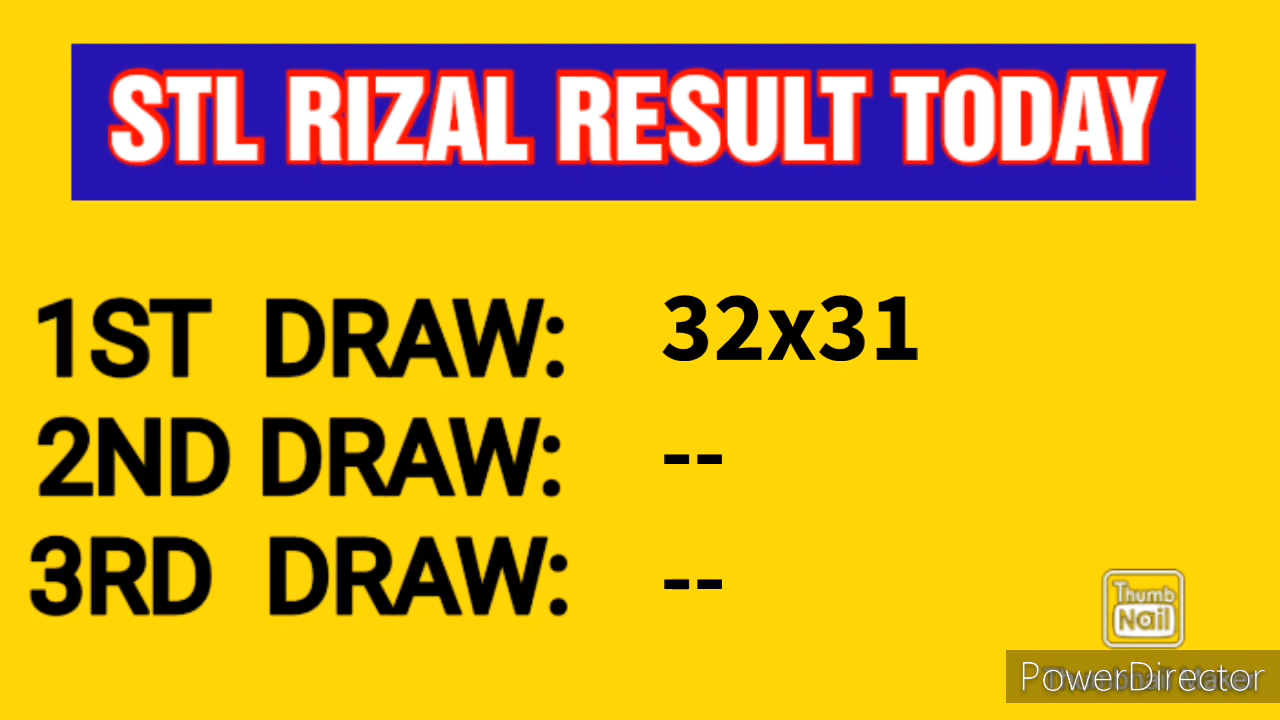 STL RIZAL RESULT TODAY
1ST DRAW: 32x31
2ND DRAW: --
3RD DRAW: --
Thumb
Nail
PowerDirector